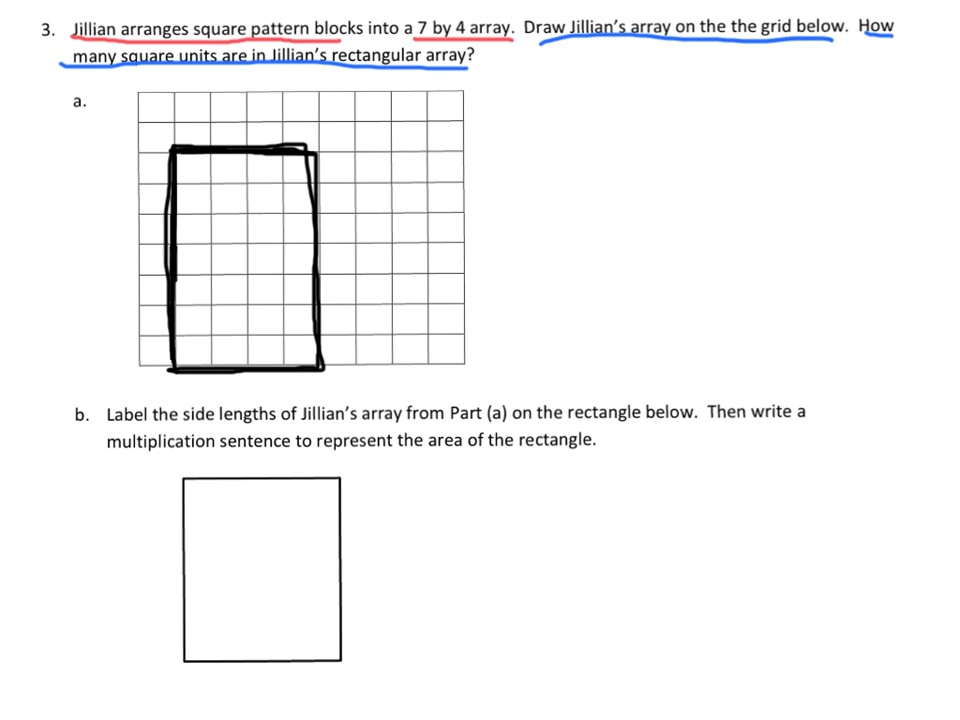 3. Jillian arranges square pattern blocks into a 7 by 4 array. Draw Jillian's array on the the grid below. How
many square units are in Jillian's rectangular array?
a.
b. Label the side lengths of Jillian's array from Part (a) on the rectangle below. Then write a
multiplication sentence to represent the area of the rectangle.